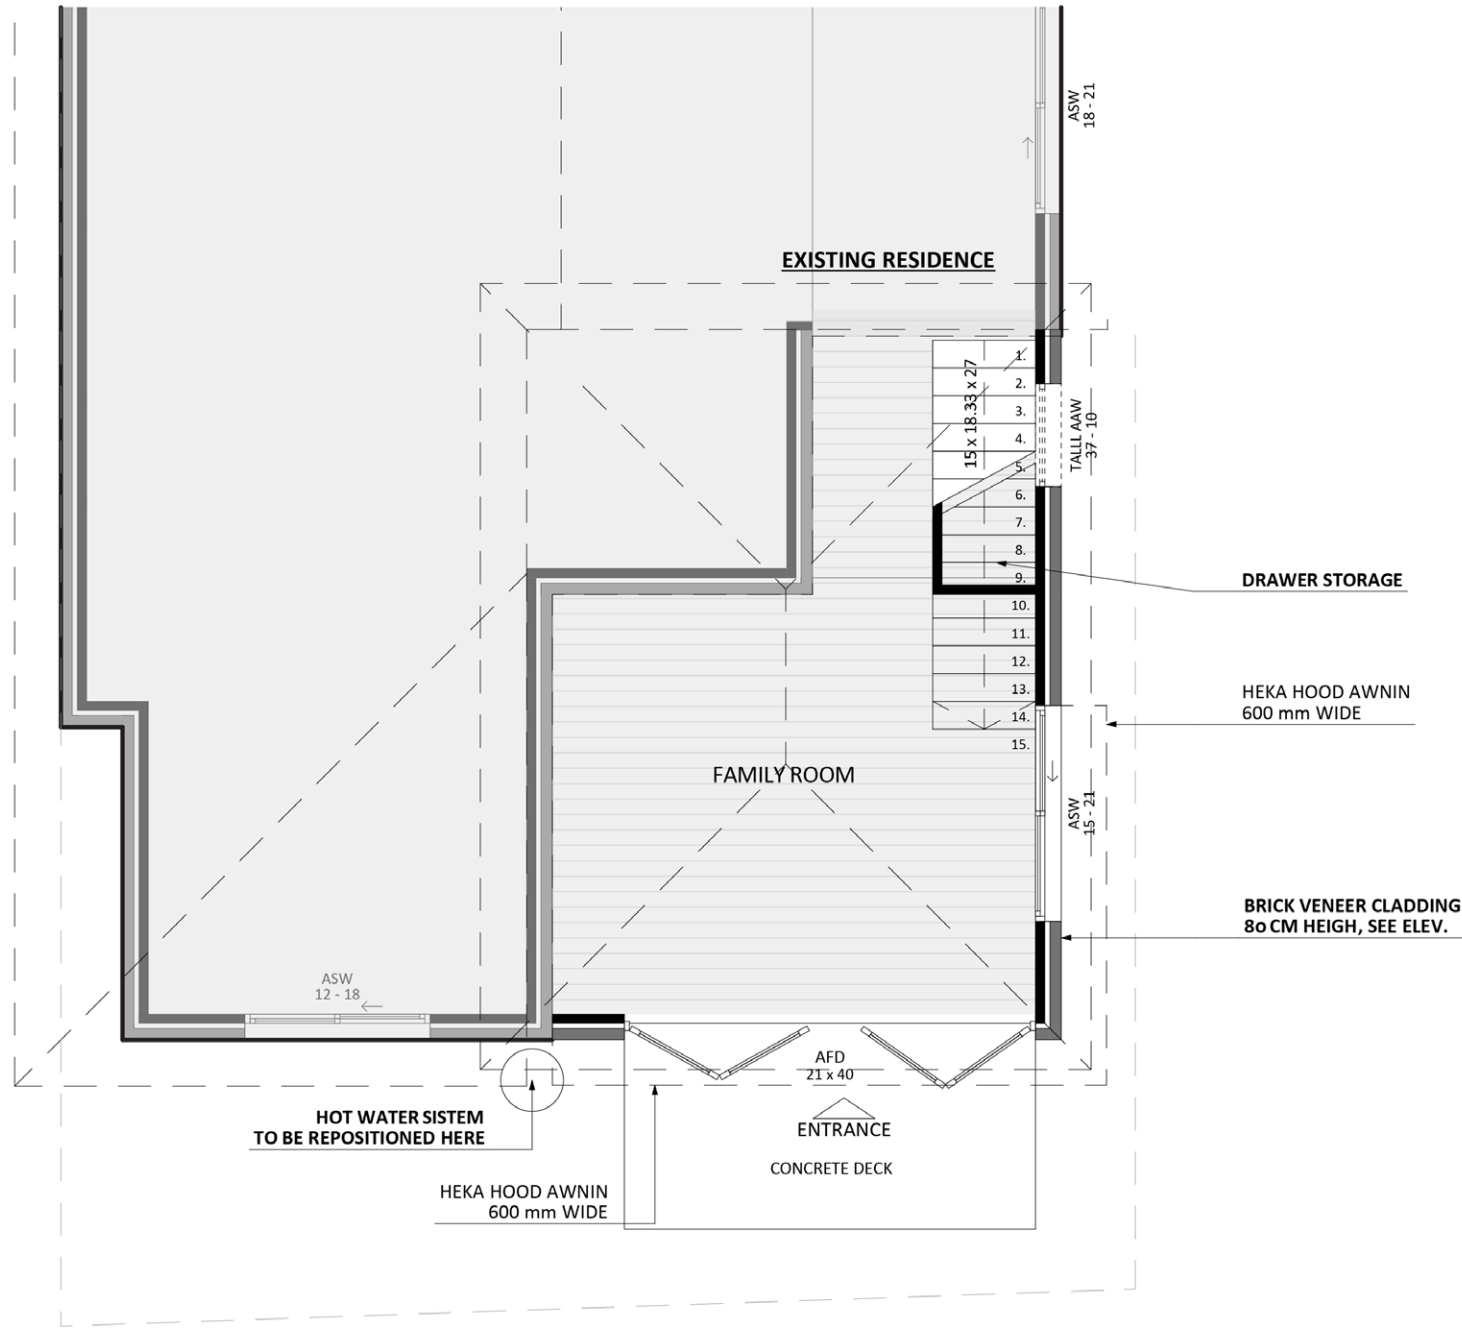 ASW
18 - 21
EXISTING RESIDENCE
15 x 18.33 x 27
1.
2.
3.
4.
5.
6.
7.
8.
9.
10.
11.
12.
13.
14.
15.
TALLL AAW
37 - 10
DRAWER STORAGE
HEKA HOOD AWNIN
600 mm WIDE
FAMILY ROOM
ASW
15 - 21
BRICK VENEER CLADDING
80 CM HEIGH, SEE ELEV.
ASW
12 - 18
AFD
21 x 40
HOT WATER SISTEM
TO BE REPOSITIONED HERE
ENTRANCE
CONCRETE DECK
HEKA HOOD AWNIN
600 mm WIDE